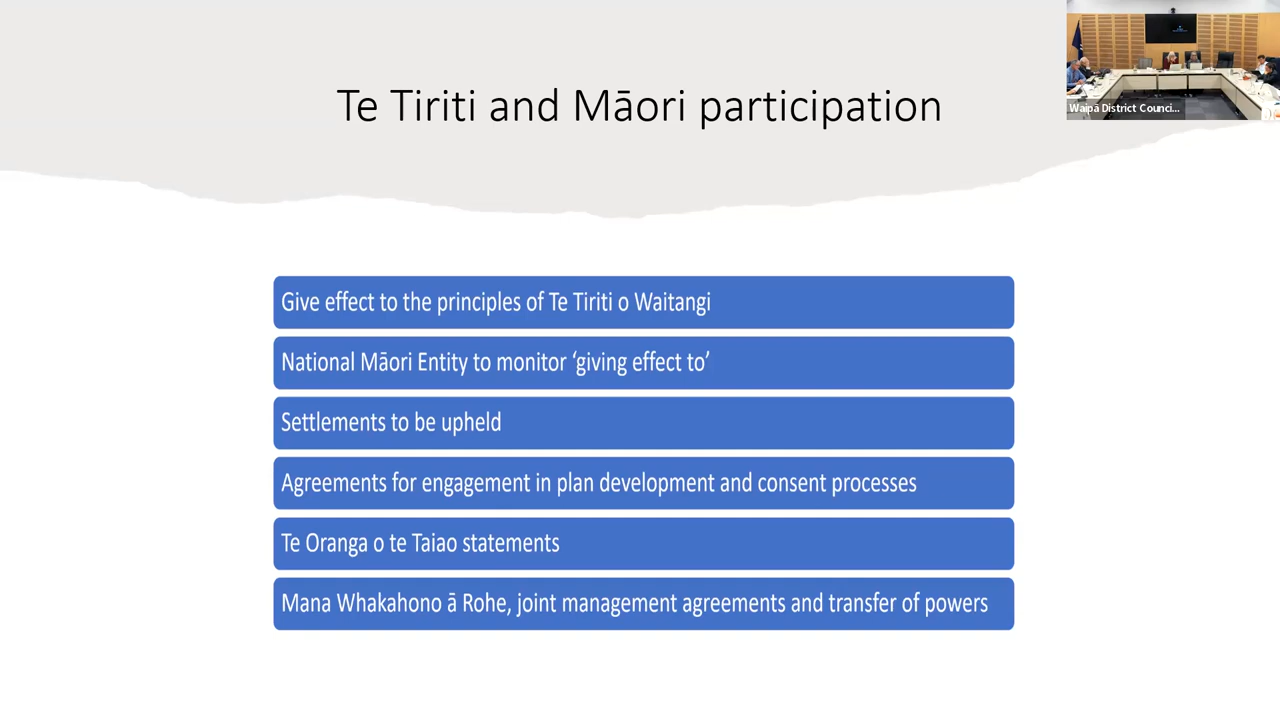 Te Tiriti and Māori participation
Waipā District Counci...
Give effect to the principles of Te Tiriti o Waitangi
National Māori Entity to monitor ‘giving effect to’
Settlements to be upheld
Agreements for engagement in plan development and consent processes
Te Oranga o te Taiao statements
Mana Whakahono ā Rohe, joint management agreements and transfer of powers